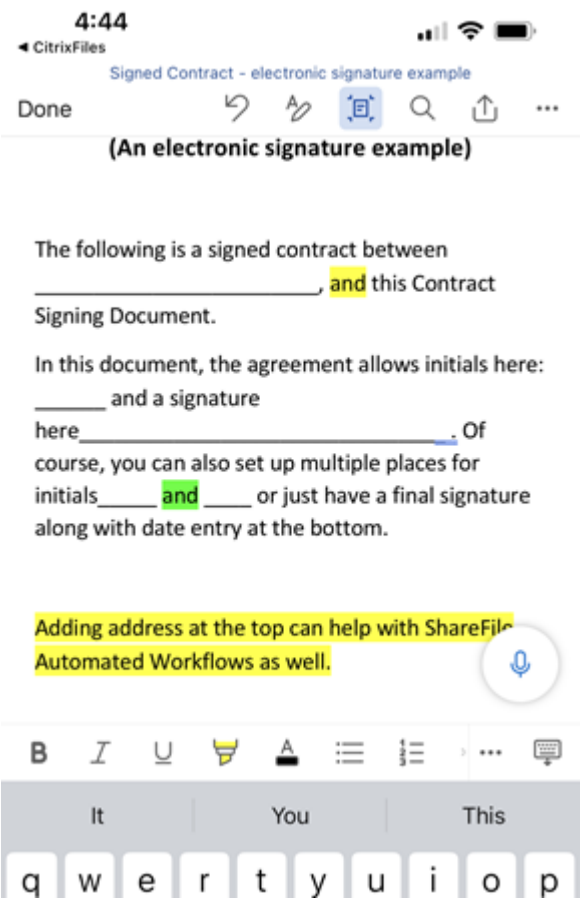 4:44
◀ CitrixFiles
Signed Contract - electronic signature example
Done
(An electronic signature example)
The following is a signed contract between
__________________________, and this Contract
Signing Document.
In this document, the agreement allows initials here:
______ and a signature
here_________________________________. Of
course, you can also set up multiple places for
initials_____ and ____ or just have a final signature
along with date entry at the bottom.
Adding address at the top can help with ShareFile
Automated Workflows as well.
B I U A
It You This
q w e r t y u i o p